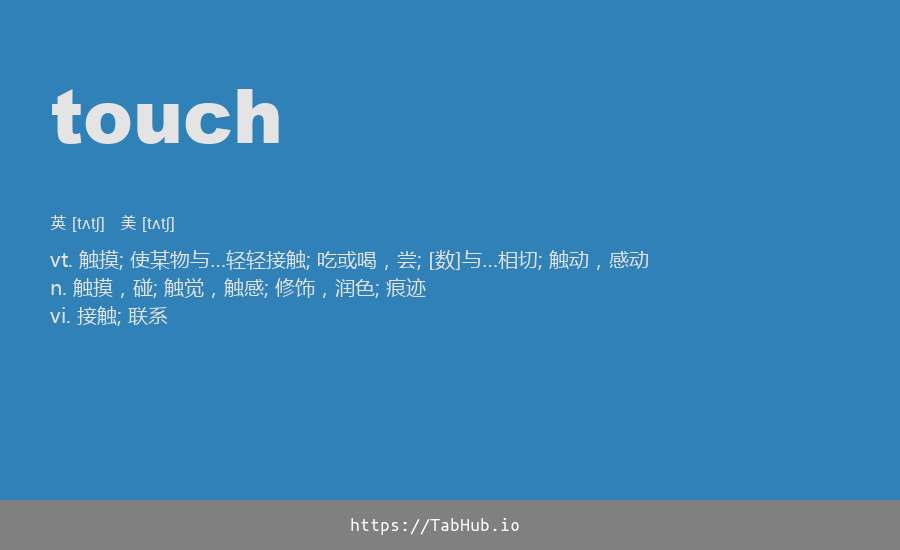 touch
英 [tʌtʃ] 美 [tʌtʃ]
vt. 触摸; 使某物与…轻轻接触; 吃或喝，尝; [数]与…相切; 触动，感动
n. 触摸，碰; 触觉，触感; 修饰，润色; 痕迹
vi. 接触; 联系
https://TabHub.io